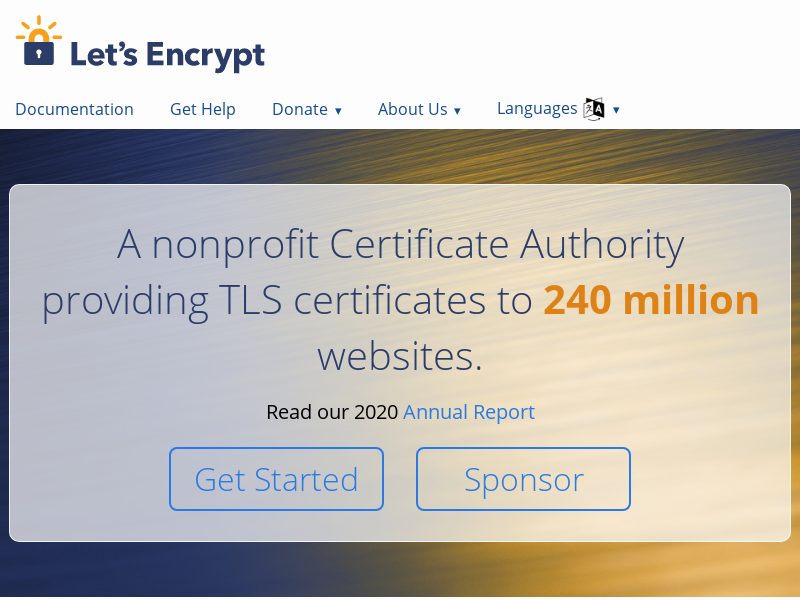 Let's Encrypt
Documentation Get Help Donate ▼ About Us ▼ Languages ▼
A nonprofit Certificate Authority
providing TLS certificates to 240 million
websites.
Read our 2020 Annual Report
Get Started Sponsor